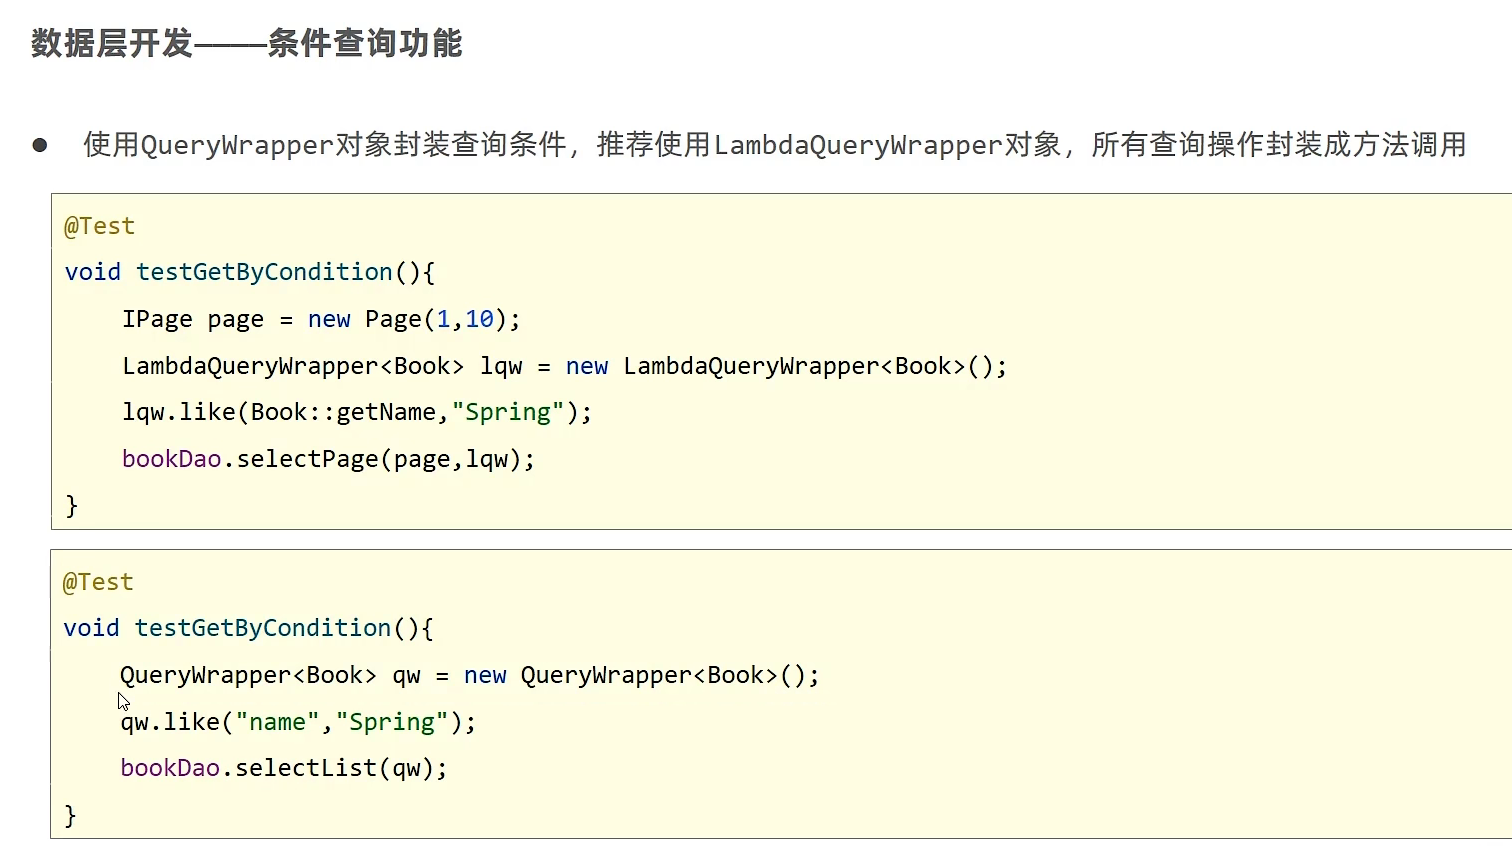 数据层开发————条件查询功能
● 使用QueryWrapper对象封装查询条件，推荐使用LambdaQueryWrapper对象，所有查询操作封装成方法调用
@Test
void testGetByCondition(){
    IPage page = new Page(1,10);
    LambdaQueryWrapper<Book> lqw = new LambdaQueryWrapper<Book>();
    lqw.like(Book::getName,"Spring");
    bookDao.selectPage(page,lqw);
}
@Test
void testGetByCondition(){
    QueryWrapper<Book> qw = new QueryWrapper<Book>();
    qw.like("name","Spring");
    bookDao.selectList(qw);
}